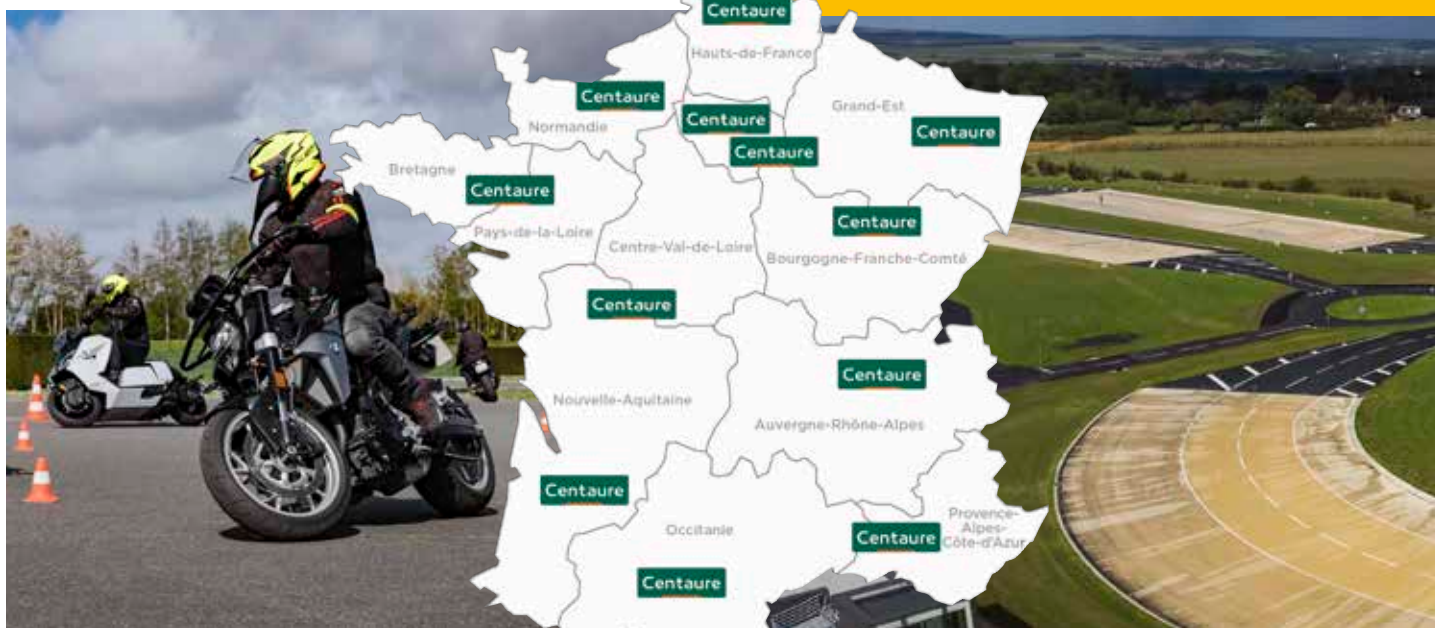 Centaure
Hauts-de-France
Centaure
Normandie
Centaure
Grand-Est
Centaure
Centaure
Bretagne
Centaure
Pays-de-la-Loire
Centre-Val-de-Loire
Centaure
Bourgogne-Franche-Comté
Centaure
Centaure
Nouvelle-Aquitaine
Auvergne-Rhône-Alpes
Centaure
Occitanie
Centaure
Provence-
Alpes-
Côte-d'Azur
Centaure